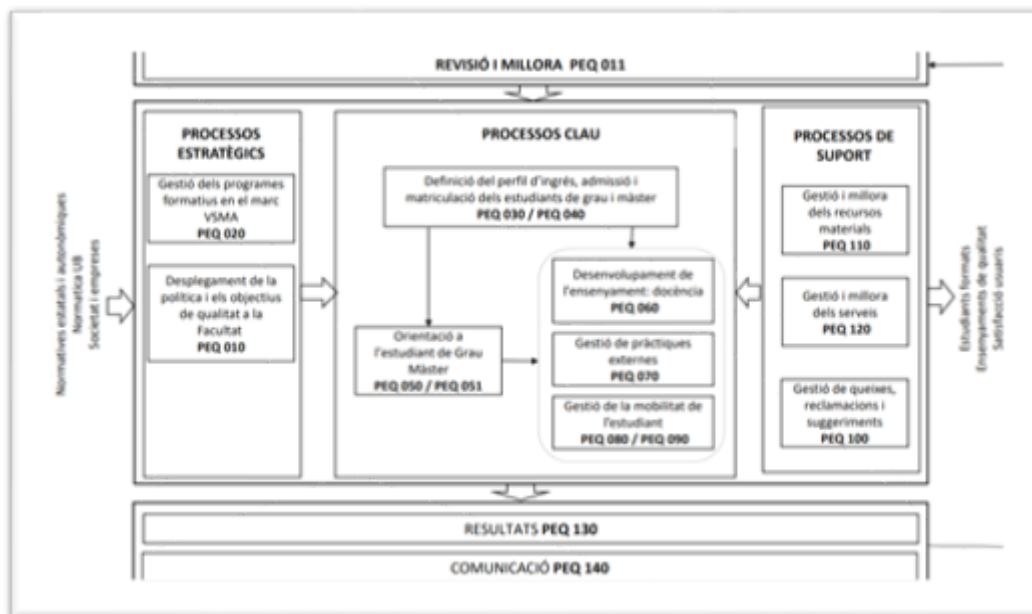 REVISIÓ I MILLORA PEQ 011
PROCESSOS
ESTRATÈGICS
Gestió dels programes
formatius en el marc
VSMA
PEQ 020
Desplegament de la
política i els objectius
de qualitat a la
Facultat
PEQ 010
Normatives estatals i autonòmiques
Normatica UB
Societat i empreses
PROCESSOS CLAU
Definició del perfil d'ingrés, admissió i
matriculació dels estudiants de grau i màster
PEQ 030 / PEQ 040
Orientació a
l'estudiant de Grau
Màster
PEQ 050 / PEQ 051
Desenvolupament de
l'ensenyament: docència
PEQ 060
Gestió de pràctiques
externes
PEQ 070
Gestió de la mobilitat de
l'estudiant
PEQ 080 / PEQ 090
PROCESSOS DE
SUPORT
Gestió i millora
dels recursos
materials
PEQ 110
Gestió i millora
dels serveis
PEQ 120
Gestió de queixes,
reclamacions i
suggeriments
PEQ 100
Estudiants formats
Ensenyaments de qualitat
Satisfacció usuaris
RESULTATS PEQ 130
COMUNICACIÓ PEQ 140